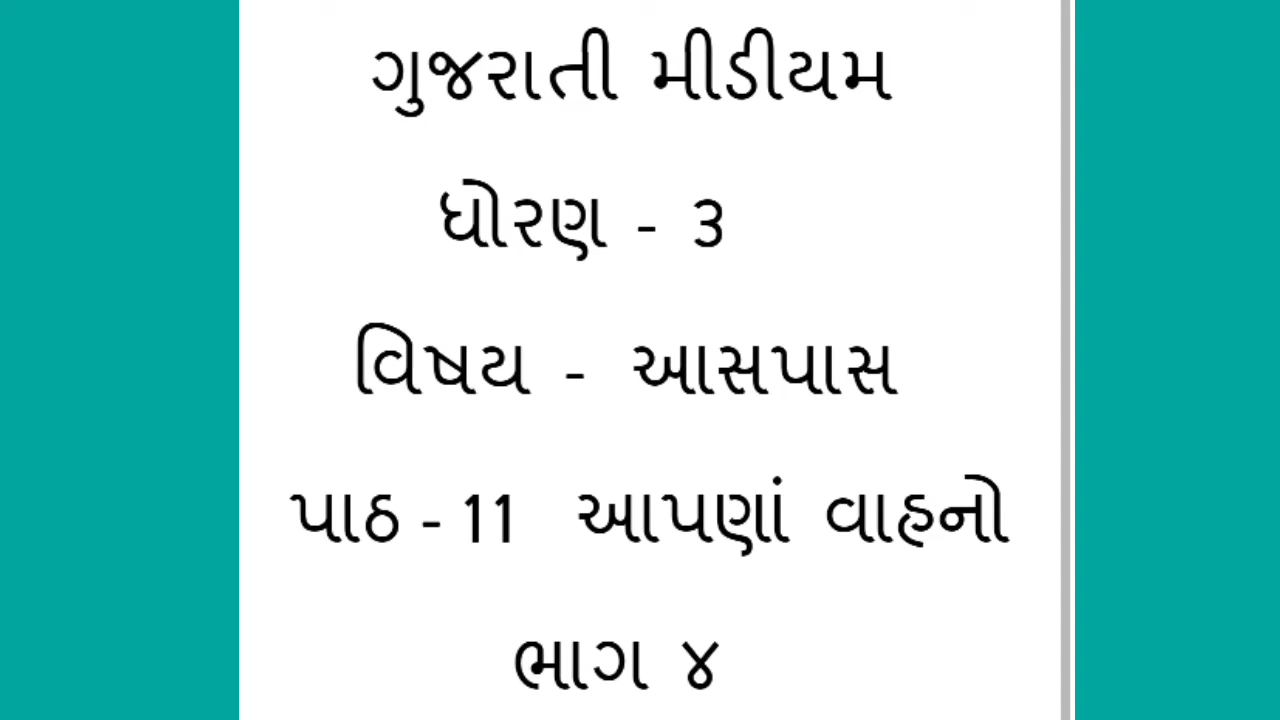 ગુજરાતી મીડીયમ
ધોરણ - 3
વિષય - આસપાસ
પાઠ - 11 આપણાં વાહનો
ભાગ ૪